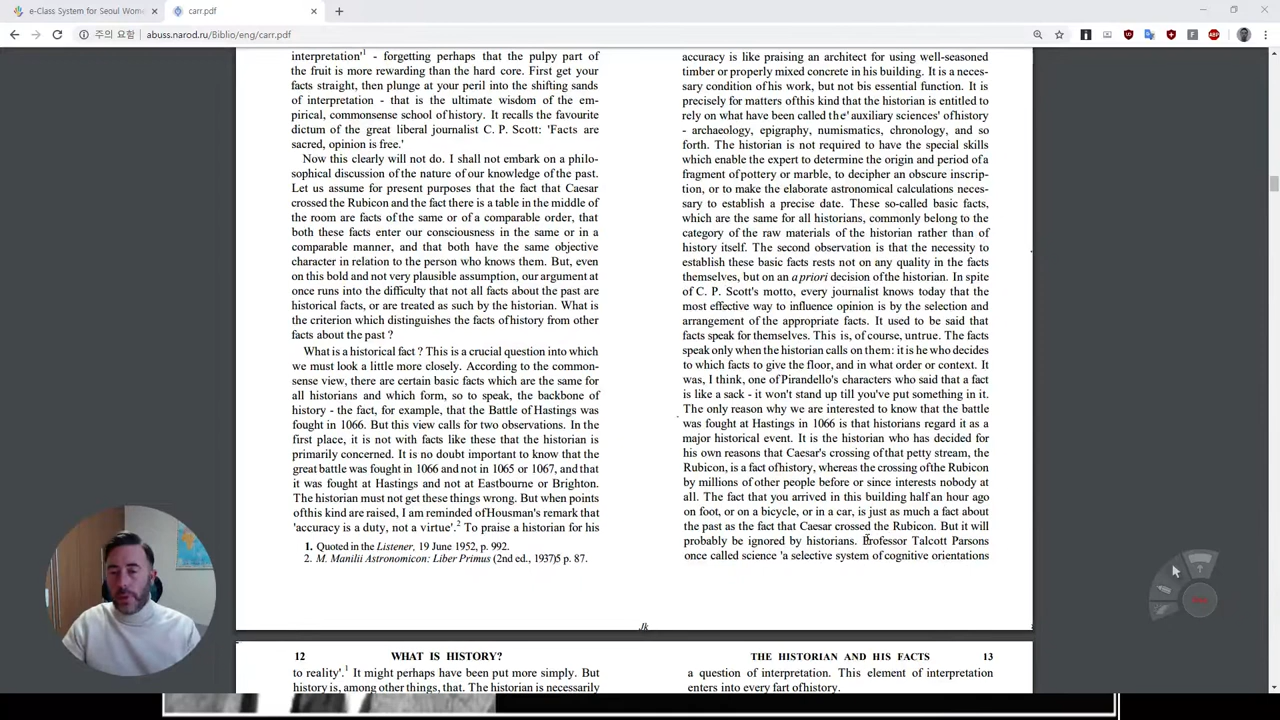 e-Class System for Seoul Wome
carr.pdf
주의 요함
abuss.narod.ru/Biblio/eng/carr.pdf
interpretation'1 - forgetting perhaps that the pulpy part of
the fruit is more rewarding than the hard core. First get your
facts straight, then plunge at your peril into the shifting sands
of interpretation - that is the ultimate wisdom of the em-
pirical, commonsense school of history. It recalls the favourite
dictum of the great liberal journalist C. P. Scott: 'Facts are
sacred, opinion is free.'
Now this clearly will not do. I shall not embark on a philo-
sophical discussion of the nature of our knowledge of the past.
Let us assume for present purposes that the fact that Caesar
crossed the Rubicon and the fact there is a table in the middle of
the room are facts of the same or of a comparable order, that
both these facts enter our consciousness in the same or in a
comparable manner, and that both have the same objective
character in relation to the person who knows them. But, even
on this bold and not very plausible assumption, our argument at
once runs into the difficulty that not all facts about the past are
historical facts, or are treated as such by the historian. What is
the criterion which distinguishes the facts of history from other
facts about the past ?
What is a historical fact ? This is a crucial question into which
we must look a little more closely. According to the common-
sense view, there are certain basic facts which are the same for
all historians and which form, so to speak, the backbone of
history - the fact, for example, that the Battle of Hastings was
fought in 1066. But this view calls for two observations. In the
first place, it is not with facts like these that the historian is
primarily concerned. It is no doubt important to know that the
great battle was fought in 1066 and not in 1065 or 1067, and that
it was fought at Hastings and not at Eastbourne or Brighton.
The historian must not get these things wrong. But when points
of this kind are raised, I am reminded of Housman's remark that
'accuracy is a duty, not a virtue'.2 To praise a historian for his
1. Quoted in the Listener, 19 June 1952, p. 992.
2. M. Manilii Astronomicon: Liber Primus (2nd ed., 1937)5 p. 87.
accuracy is like praising an architect for using well-seasoned
timber or properly mixed concrete in his building. It is a neces-
sary condition of his work, but not bis essential function. It is
precisely for matters of this kind that the historian is entitled to
rely on what have been called the' auxiliary sciences' of history
- archaeology, epigraphy, numismatics, chronology, and so
forth. The historian is not required to have the special skills
which enable the expert to determine the origin and period of a
fragment of pottery or marble, to decipher an obscure inscrip-
tion, or to make the elaborate astronomical calculations neces-
sary to establish a precise date. These so-called basic facts,
which are the same for all historians, commonly belong to the
category of the raw materials of the historian rather than of
history itself. The second observation is that the necessity to
establish these basic facts rests not on any quality in the facts
themselves, but on an a priori decision of the historian. In spite
of C. P. Scott's motto, every journalist knows today that the
most effective way to influence opinion is by the selection and
arrangement of the appropriate facts. It used to be said that
facts speak for themselves. This is, of course, untrue. The facts
speak only when the historian calls on them: it is he who decides
to which facts to give the floor, and in what order or context. It
was, I think, one of Pirandello's characters who said that a fact
is like a sack - it won't stand up till you've put something in it.
The only reason why we are interested to know that the battle
was fought at Hastings in 1066 is that historians regard it as a
major historical event. It is the historian who has decided for
his own reasons that Caesar's crossing of that petty stream, the
Rubicon, is a fact of history, whereas the crossing of the Rubicon
by millions of other people before or since interests nobody at
all. The fact that you arrived in this building half an hour ago
on foot, or on a bicycle, or in a car, is just as much a fact about
the past as the fact that Caesar crossed the Rubicon. But it will
probably be ignored by historians. Professor Talcott Parsons
once called science 'a selective system of cognitive orientations
Jk
12 WHAT IS HISTORY?
to reality'.1 It might perhaps have been put more simply. But
history is, among other things, that. The historian is necessarily
THE HISTORIAN AND HIS FACTS 13
a question of interpretation. This element of interpretation
enters into every fart of history.